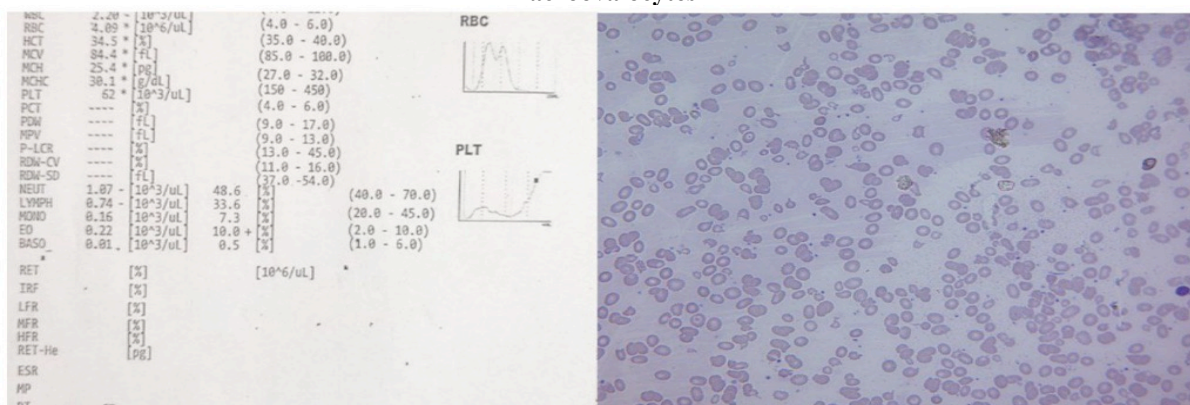 macroovalocytes
WBC 2.20 - [10^3/uL]
RBC 4.09 * [10^6/uL] (4.0 - 6.0)
HCT 34.5 * [%] (35.0 - 40.0)
MCV 84.4 * [fL] (85.0 - 100.0)
MCH 25.4 * [pg] (27.0 - 32.0)
MCHC 30.1 * [g/dL]
PLT 62 * [10^3/uL] (150 - 450)
PCT ---- [%] (4.0 - 6.0)
PDW ---- [fL] (9.0 - 17.0)
MPV ---- [fL] (9.0 - 13.0)
P-LCR ---- [%] (13.0 - 45.0)
RDW-CV ---- [%] (11.0 - 16.0)
RDW-SD ---- [fL] (37.0 -54.0)
NEUT 1.07 - [10^3/uL] 48.6 [%] (40.0 - 70.0)
LYMPH 0.74 - [10^3/uL] 33.6 [%] (20.0 - 45.0)
MONO 0.16 [10^3/uL] 7.3 [%] (2.0 - 10.0)
EO 0.22 [10^3/uL] 10.0 + [%] (1.0 - 6.0)
BASO 0.01 [10^3/uL] 0.5 [%]
RET [%] [10^6/uL]
IRF [%]
LFR [%]
MFR [%]
HFR [%]
RET-He [pg]
ESR
MP
RBC
PLT